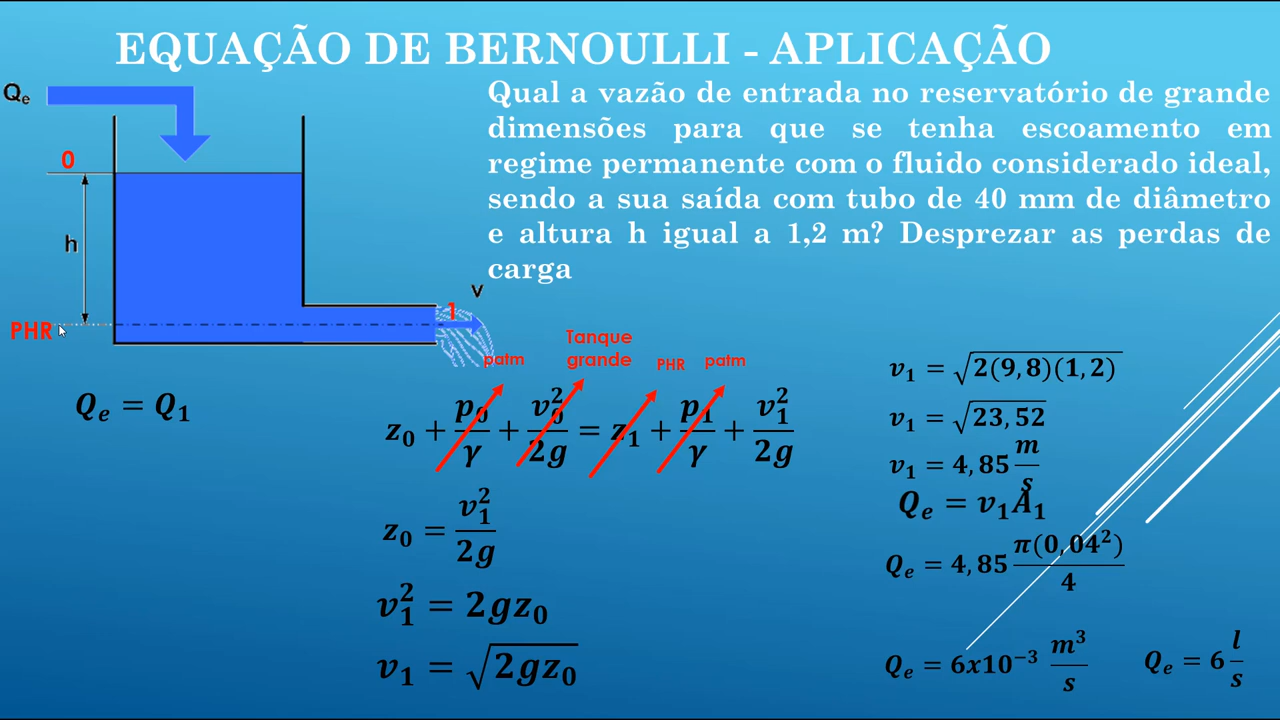 EQUAÇÃO DE BERNOULLI - APLICAÇÃO
Qual a vazão de entrada no reservatório de grande
dimensões para que se tenha escoamento em
regime permanente com o fluido considerado ideal,
sendo a sua saída com tubo de 40 mm de diâmetro
e altura h igual a 1,2 m? Desprezar as perdas de
carga
Qe
0
h
PHR
v
1
Qe = Q1
patm
Tanque
grande
PHR
patm
z0 + p0/γ + v0²/2g = z1 + p1/γ + v1²/2g
z0 = v1²/2g
v1² = 2gz0
v1 = √2gz0
v1 = √2(9,8)(1,2)
v1 = √23,52
v1 = 4,85 m/s
Qe = v1A1
Qe = 4,85 π(0,04²)/4
Qe = 6x10⁻³ m³/s
Qe = 6 l/s